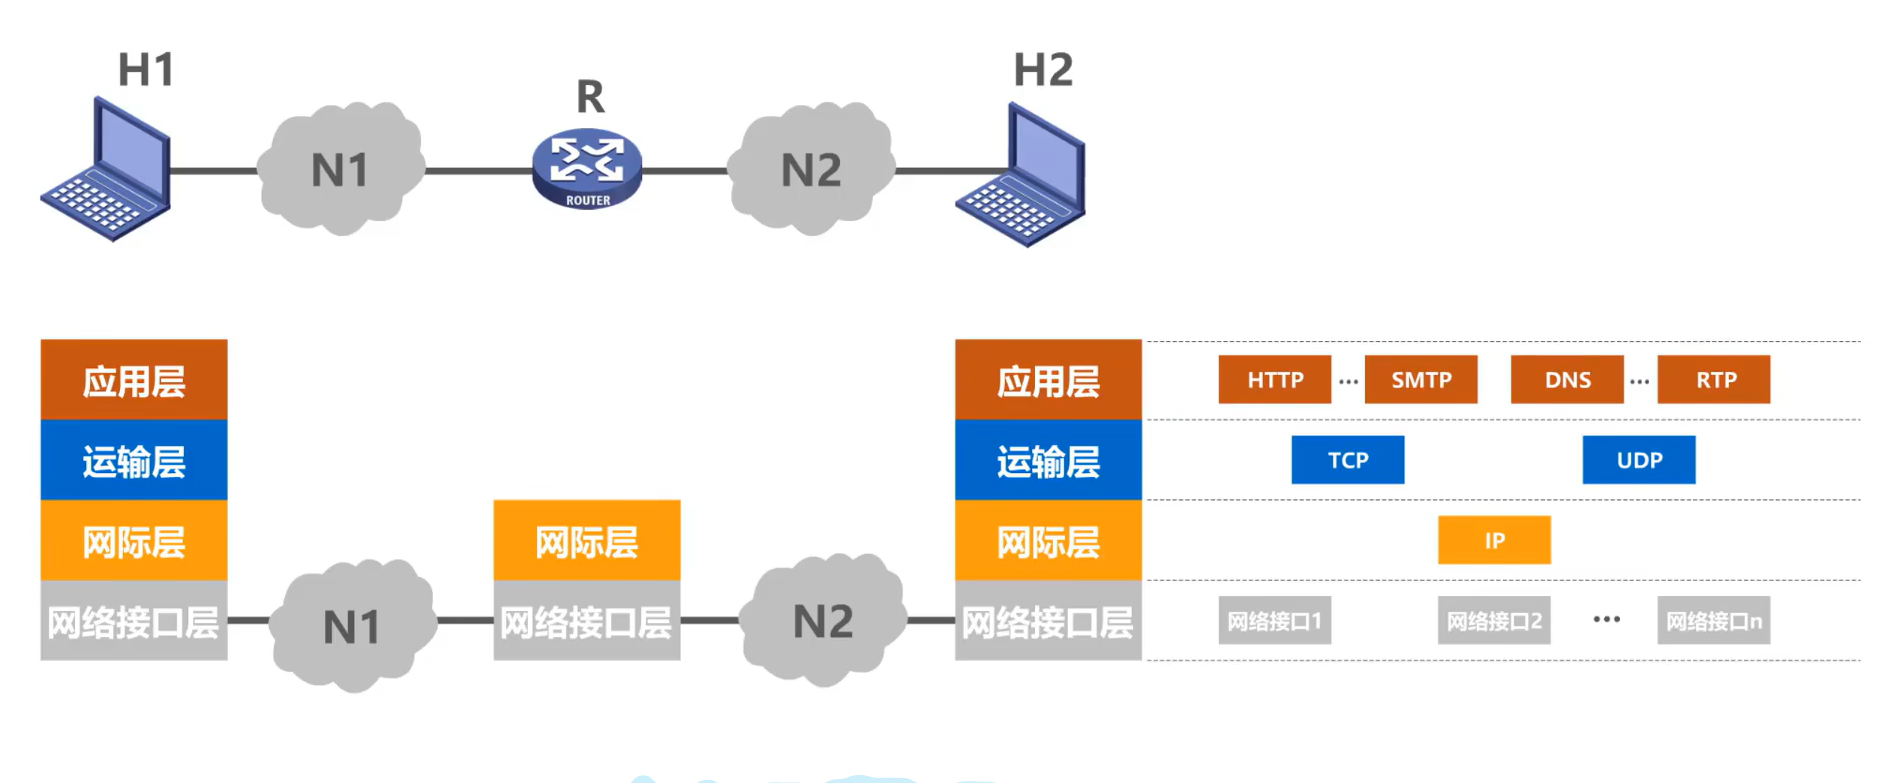 H1
R
H2
N1
ROUTER
N2
应用层
运输层
网际层
网络接口层
N1
网际层
网络接口层
N2
应用层
运输层
网际层
网络接口层
HTTP ... SMTP DNS ... RTP
TCP UDP
IP
网络接口1 网络接口2 ... 网络接口n